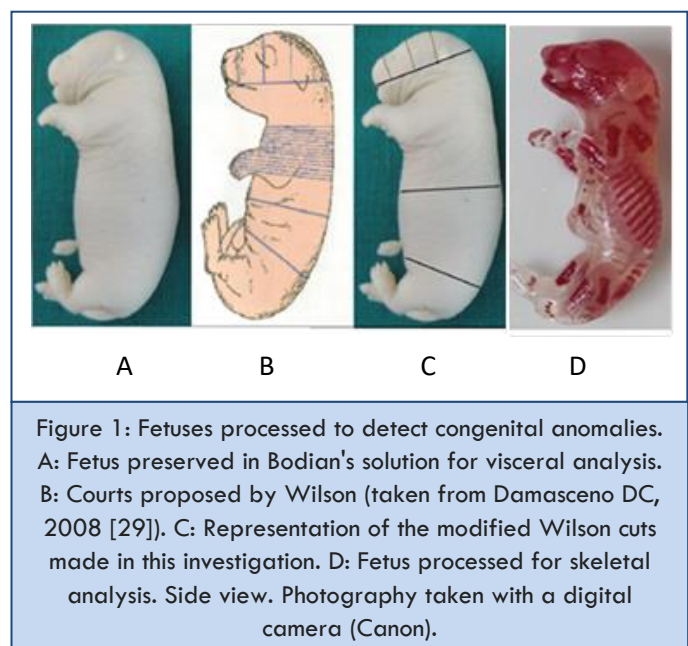 A B C D
Figure 1: Fetuses processed to detect congenital anomalies.
A: Fetus preserved in Bodian's solution for visceral analysis.
B: Courts proposed by Wilson (taken from Damasceno DC,
2008 [29]). C: Representation of the modified Wilson cuts
made in this investigation. D: Fetus processed for skeletal
analysis. Side view. Photography taken with a digital
camera (Canon).